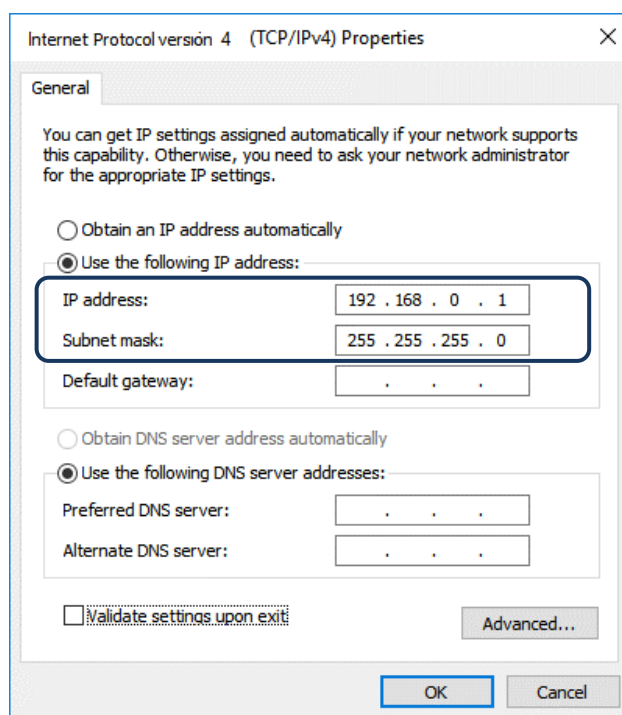 Internet Protocol versión 4 (TCP/IPv4) Properties
General
You can get IP settings assigned automatically if your network supports
this capability. Otherwise, you need to ask your network administrator
for the appropriate IP settings.
Obtain an IP address automatically
Use the following IP address:
IP address: 192 . 168 . 0 . 1
Subnet mask: 255 . 255 . 255 . 0
Default gateway: . . .
Obtain DNS server address automatically
Use the following DNS server addresses:
Preferred DNS server: . . .
Alternate DNS server: . . .
Validate settings upon exit
Advanced...
OK Cancel